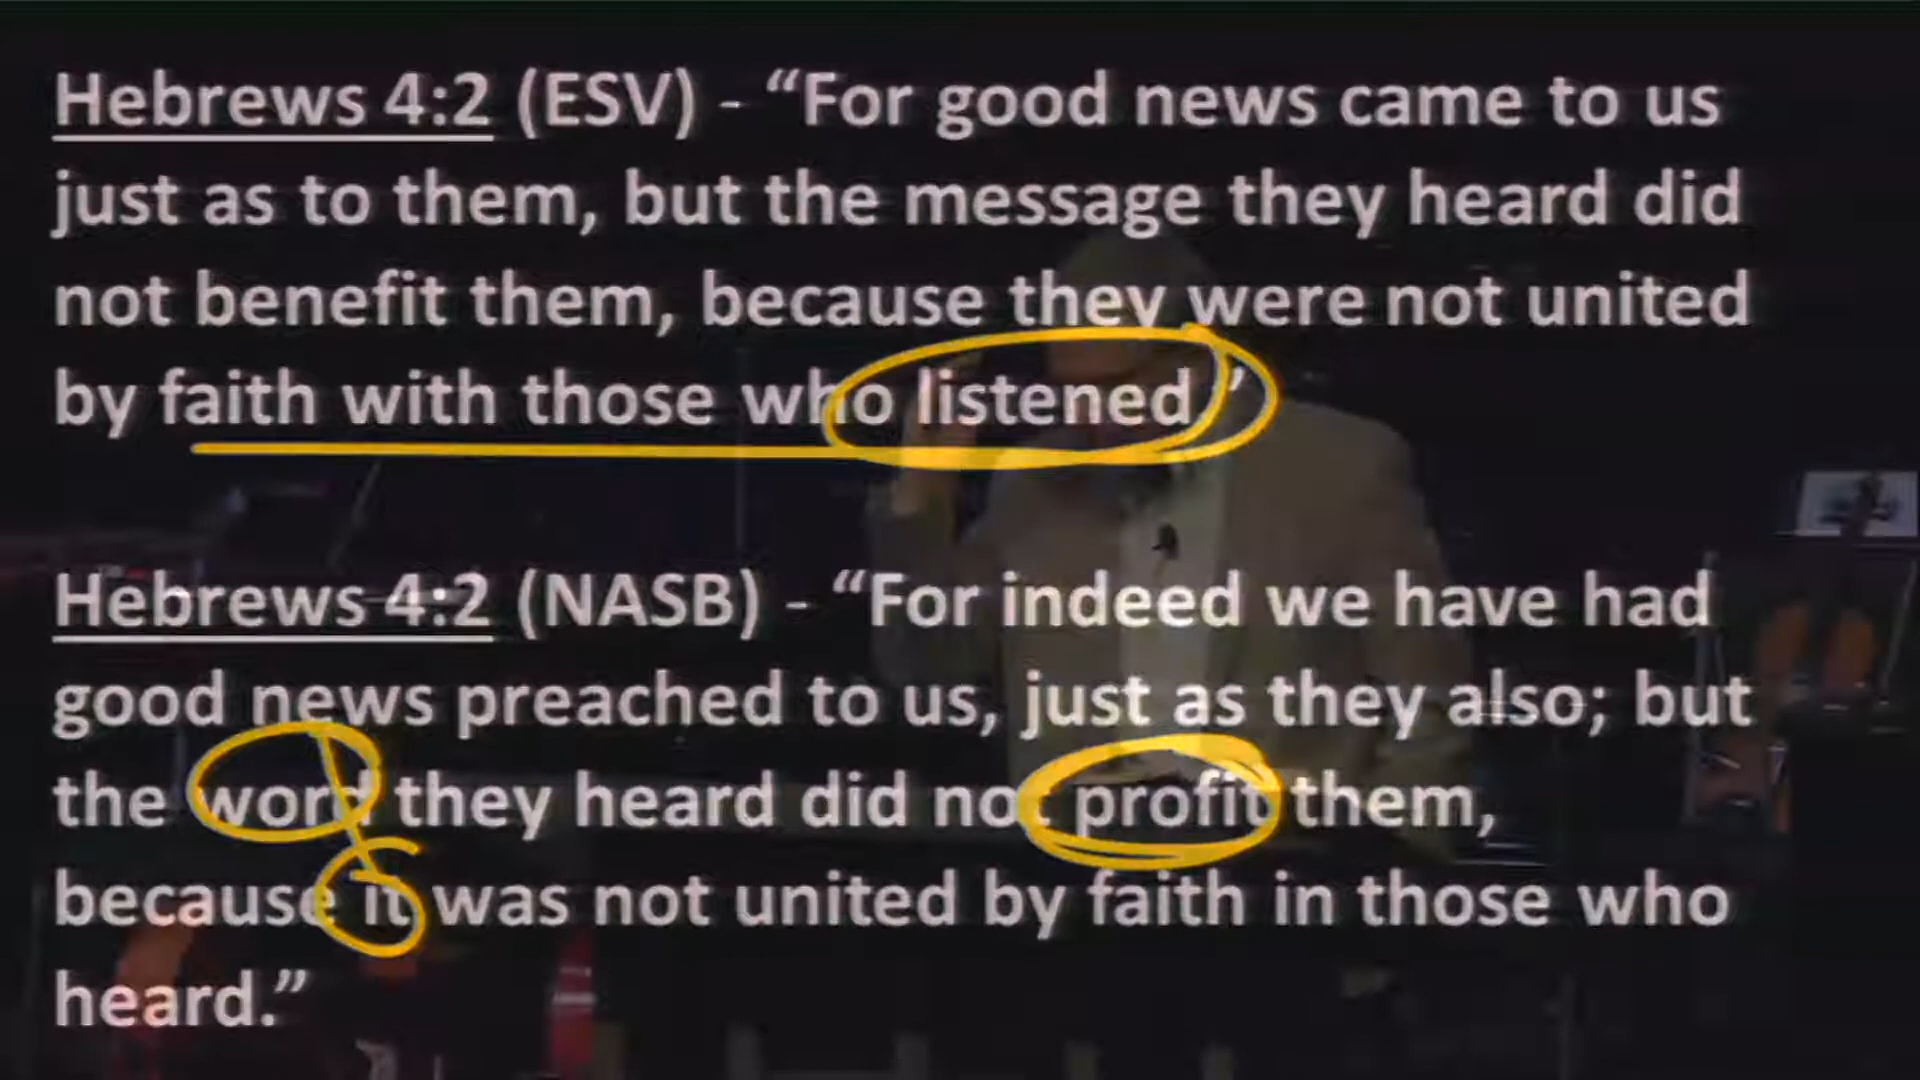 Hebrews 4:2 (ESV) - “For good news came to us
just as to them, but the message they heard did
not benefit them, because they were not united
by faith with those who listened.”
Hebrews 4:2 (NASB) - “For indeed we have had
good news preached to us, just as they also; but
the word they heard did not profit them,
because it was not united by faith in those who
heard.”